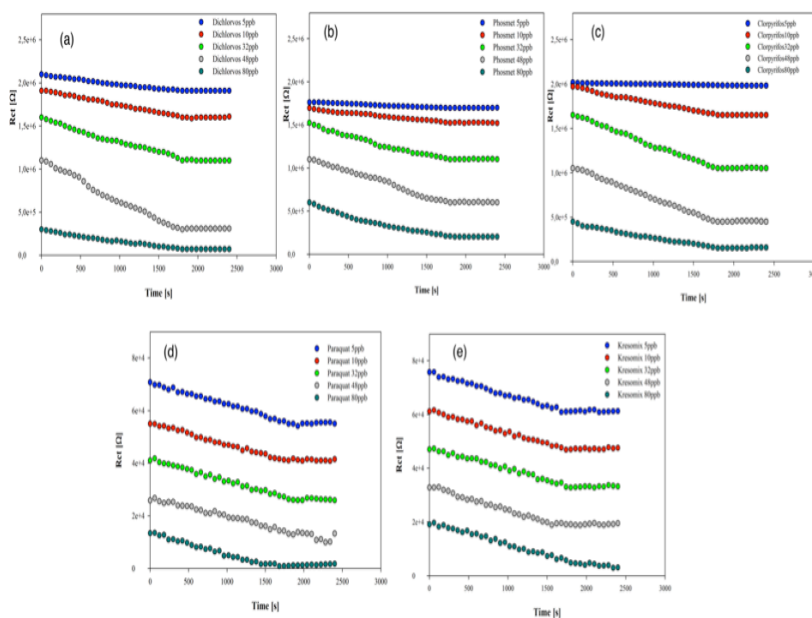 (a)
Dichlorvos 5ppb
Dichlorvos 10ppb
Dichlorvos 32ppb
Dichlorvos 48ppb
Dichlorvos 80ppb
Rct [Ω]
2,5e+6
2,0e+6
1,5e+6
1,0e+6
5,0e+5
0,0
0 500 1000 1500 2000 2500 3000
Time [s]
(b)
Phosmet 5ppb
Phosmet 10ppb
Phosmet 32ppb
Phosmet 48ppb
Phosmet 80ppb
Rct [Ω]
2,5e+6
2,0e+6
1,5e+6
1,0e+6
5,0e+5
0,0
0 500 1000 1500 2000 2500 3000
Time [s]
(c)
Clorpyrifos5ppb
Clorpyrifos10ppb
Clorpyrifos32ppb
Clorpyrifos48ppb
Clorpyrifos80ppb
Rct [Ω]
2,5e+6
2,0e+6
1,5e+6
1,0e+6
5,0e+5
0,0
0 500 1000 1500 2000 2500 3000
Time [s]
(d)
Paraquat 5ppb
Paraquat 10ppb
Paraquat 32ppb
Paraquat 48ppb
Paraquat 80ppb
Rct [Ω]
8e+4
6e+4
4e+4
2e+4
0
0 500 1000 1500 2000 2500 3000
Time [s]
(e)
Kresomix 5ppb
Kresomix 10ppb
Kresomix 32ppb
Kresomix 48ppb
Kresomix 80ppb
Rct [Ω]
8e+4
6e+4
4e+4
2e+4
0
0 500 1000 1500 2000 2500 3000
Time [s]